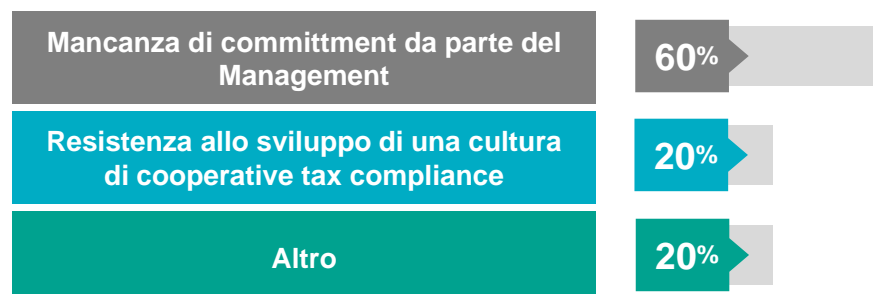 Mancanza di committment da parte del
Management
60%
Resistenza allo sviluppo di una cultura
di cooperative tax compliance
20%
Altro
20%